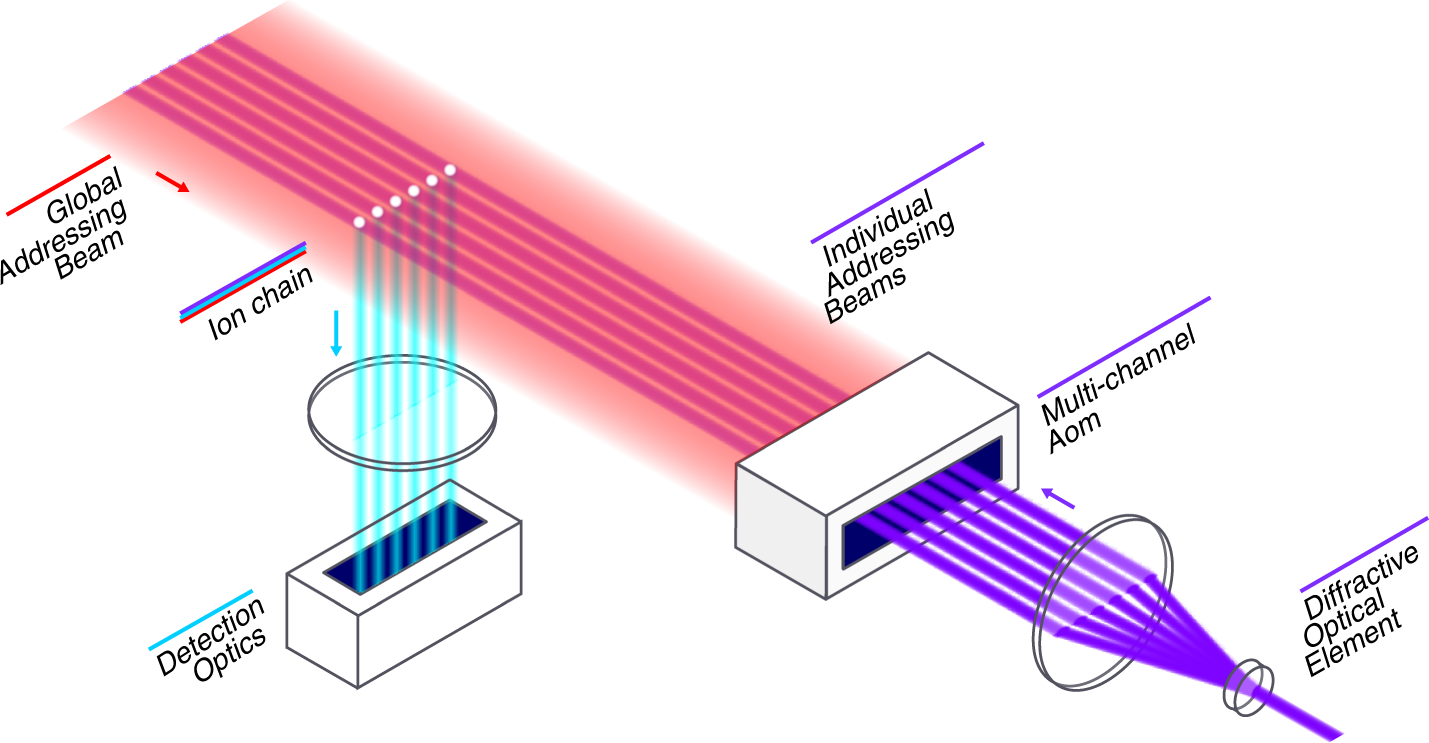 Global
Addressing
Beam
Ion chain
Individual
Addressing
Beams
Multi-channel
Aom
Detection
Optics
Diffractive
Optical
Element